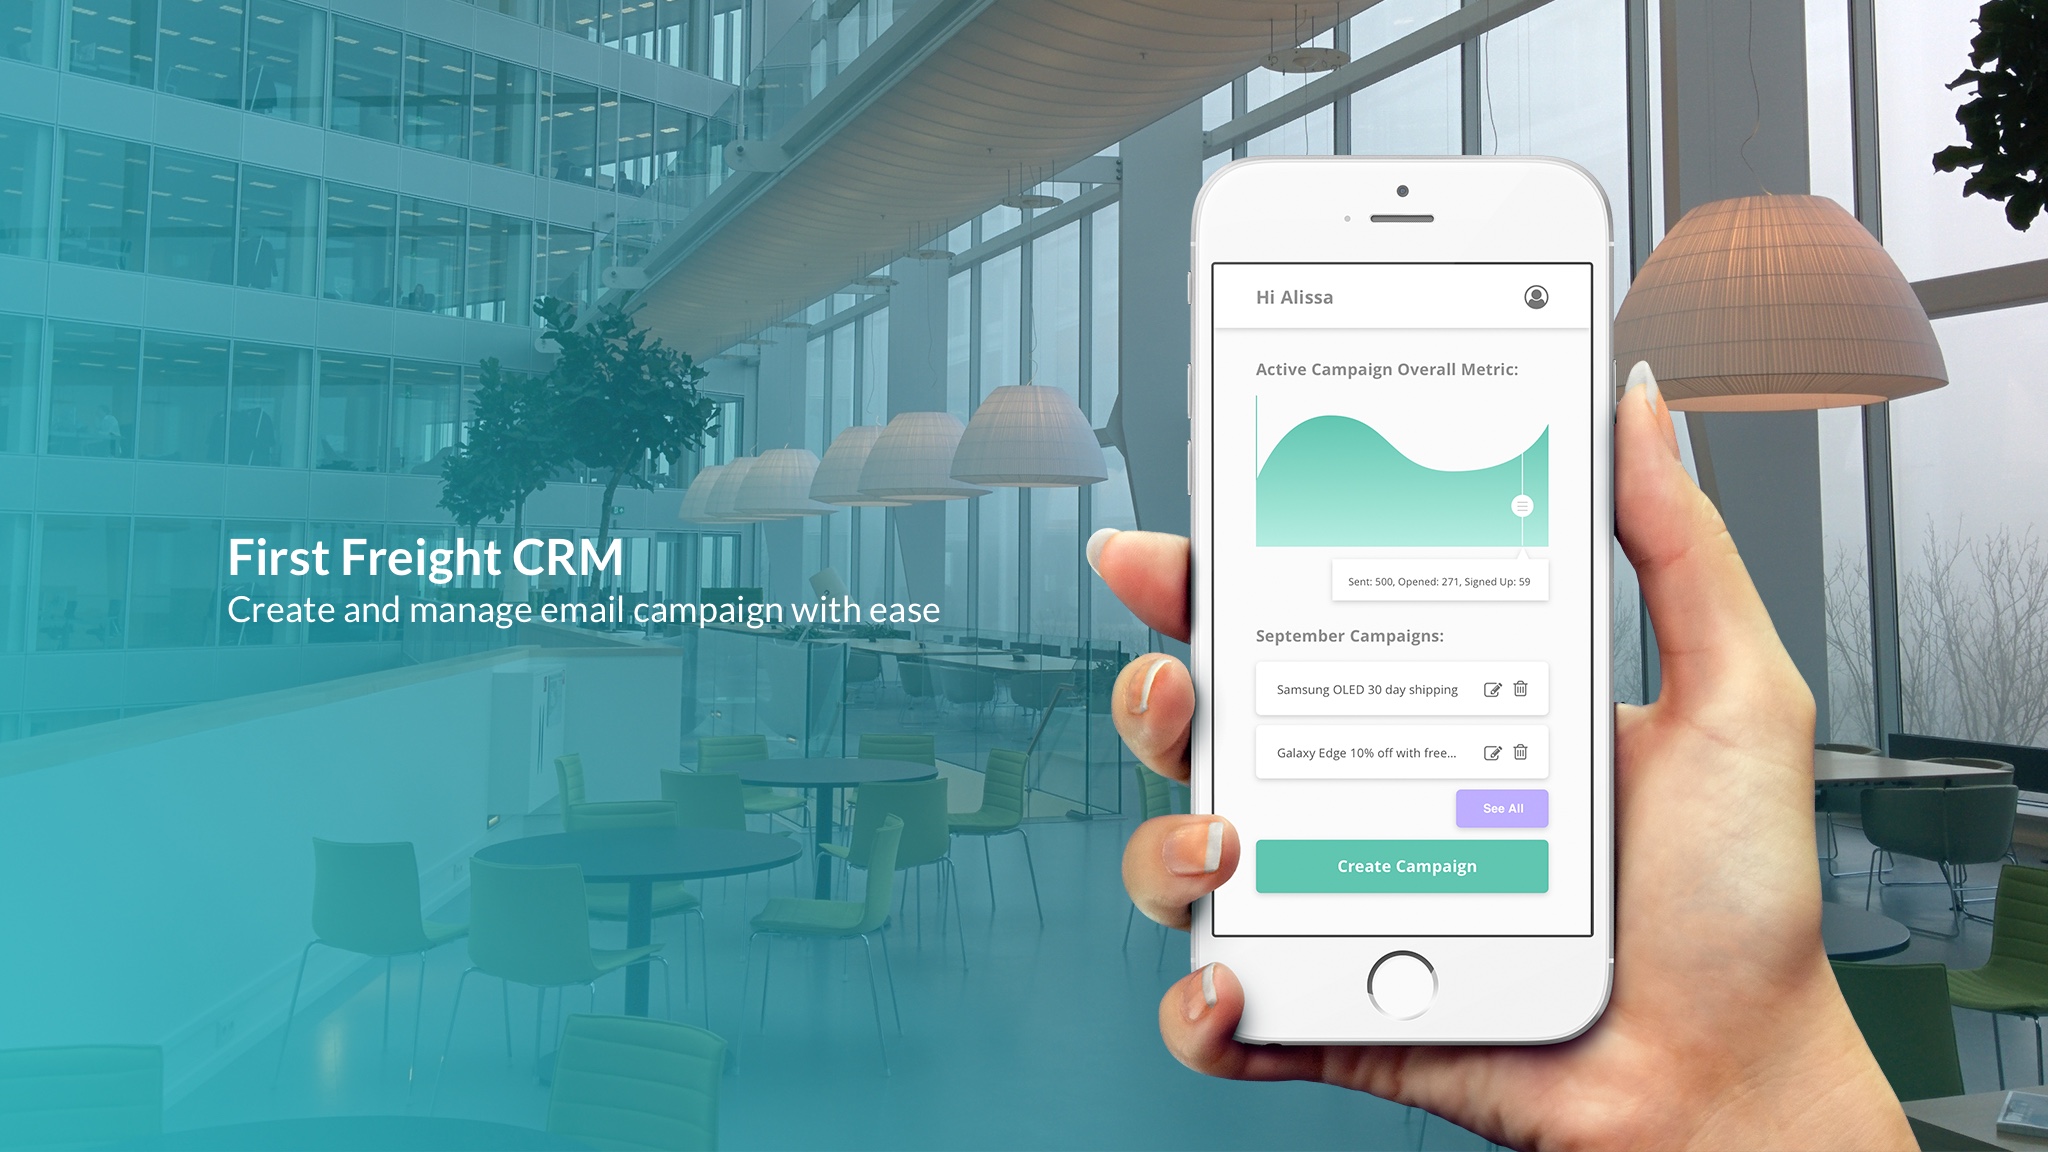 First Freight CRM
Create and manage email campaign with ease
Hi Alissa
Active Campaign Overall Metric:
Sent: 500, Opened: 271, Signed Up: 59
September Campaigns:
Samsung OLED 30 day shipping
Galaxy Edge 10% off with free...
See All
Create Campaign